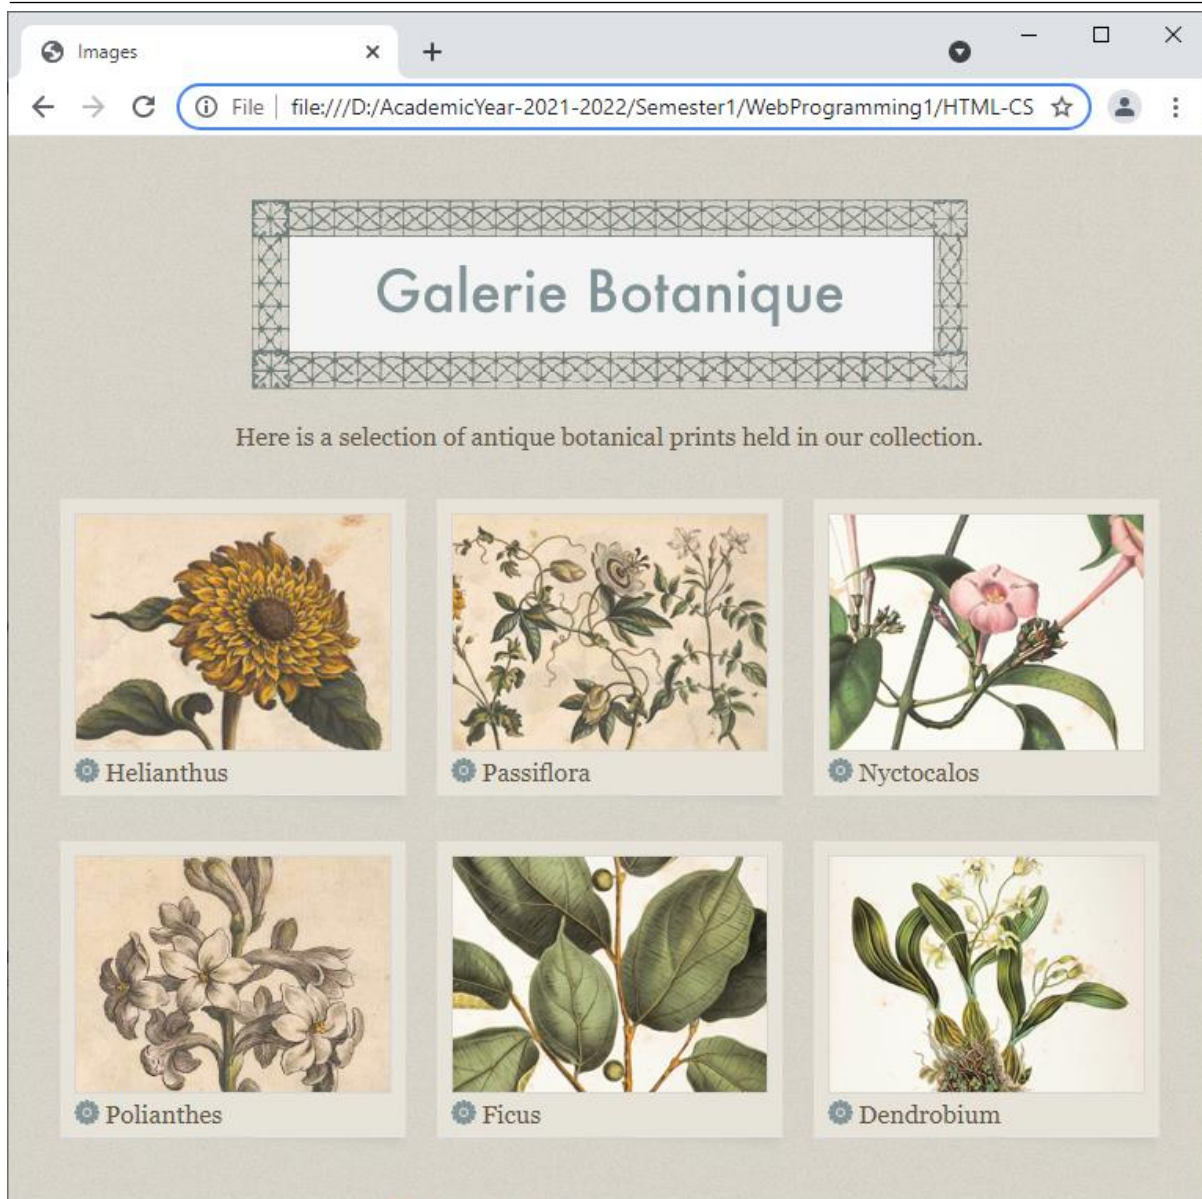 Images
File file:///D:/AcademicYear-2021-2022/Semester1/WebProgramming1/HTML-CS
Galerie Botanique
Here is a selection of antique botanical prints held in our collection.
Helianthus Passiflora Nyctocalos
Polianthes Ficus Dendrobium